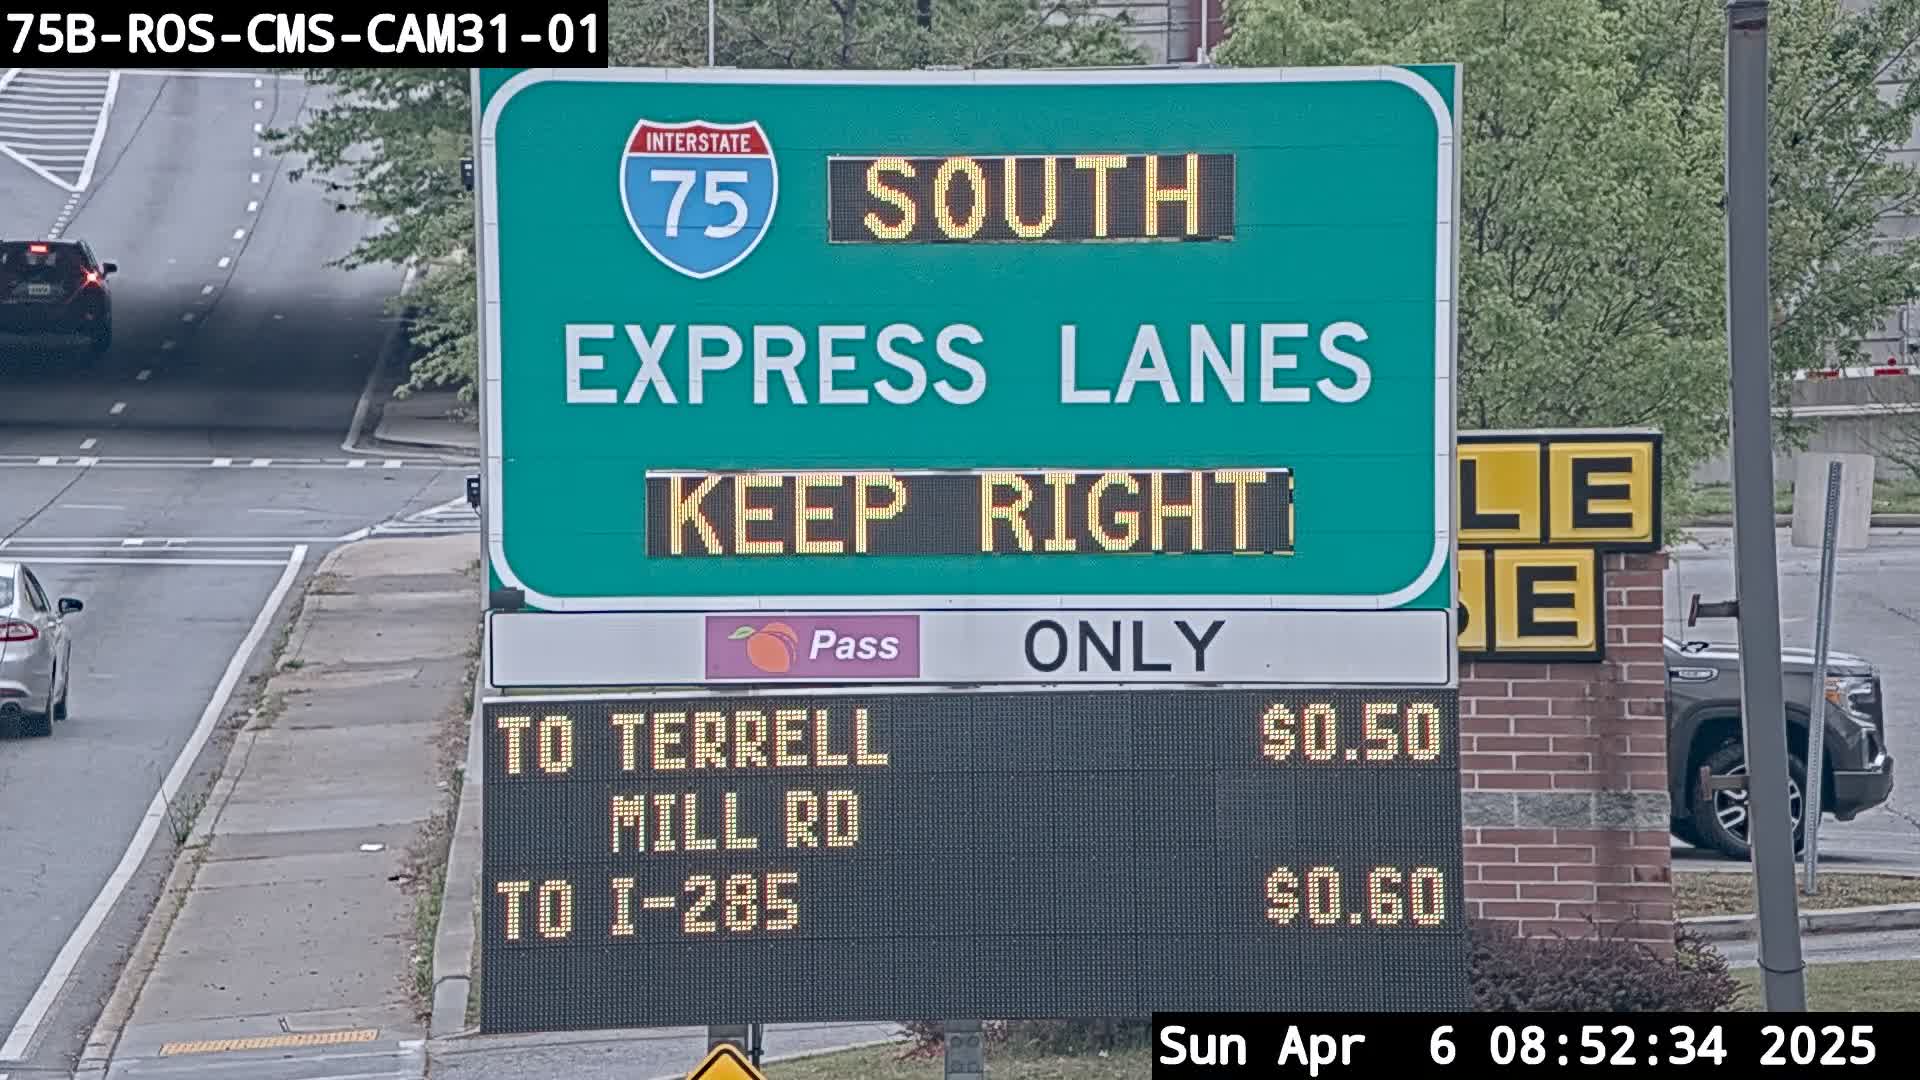 75B-ROS-CMS-CAM31-01
INTERSTATE
75
SOUTH
EXPRESS LANES
KEEP RIGHT
Pass ONLY
TO TERRELL $0.50
MILL RD
TO I-285 $0.60
LE
E
Sun Apr 6 08:52:34 2025